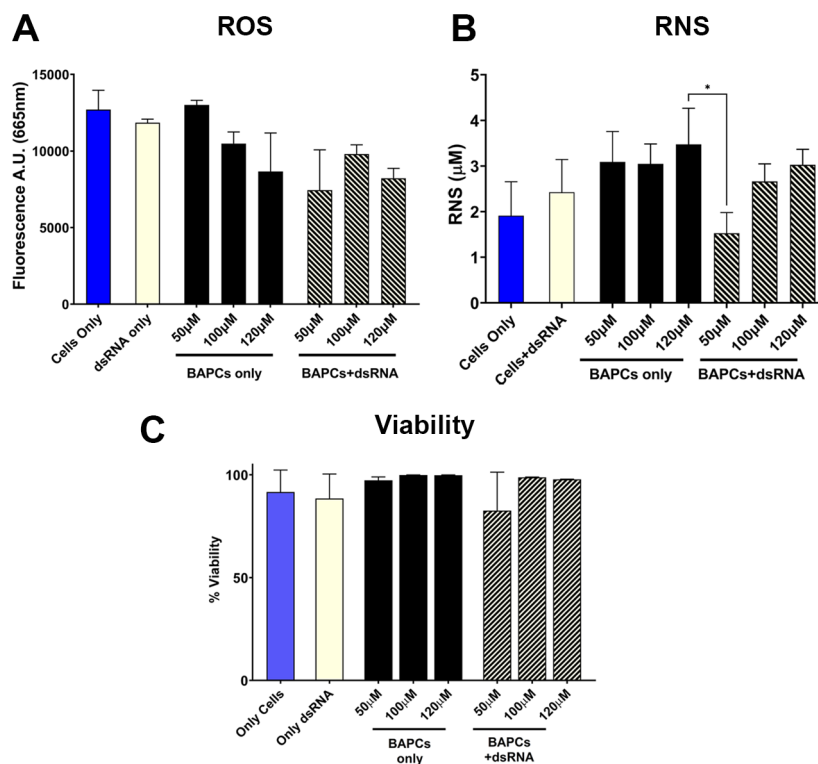 A
ROS
Fluorescence A.U. (665nm)
15000
10000
5000
0
Cells Only
dsRNA only
50µM
100µM
120µM
50µM
100µM
120µM
BAPCs only
BAPCs+dsRNA
B
RNS
RNS (µM)
5
4
3
2
1
0
*
Cells Only
Cells+dsRNA
50µM
100µM
120µM
50µM
100µM
120µM
BAPCs only
BAPCs+dsRNA
C
Viability
% Viability
100
50
0
Only Cells
Only dsRNA
50µM
100µM
120µM
50µM
100µM
120µM
BAPCs
only
BAPCs
+dsRNA